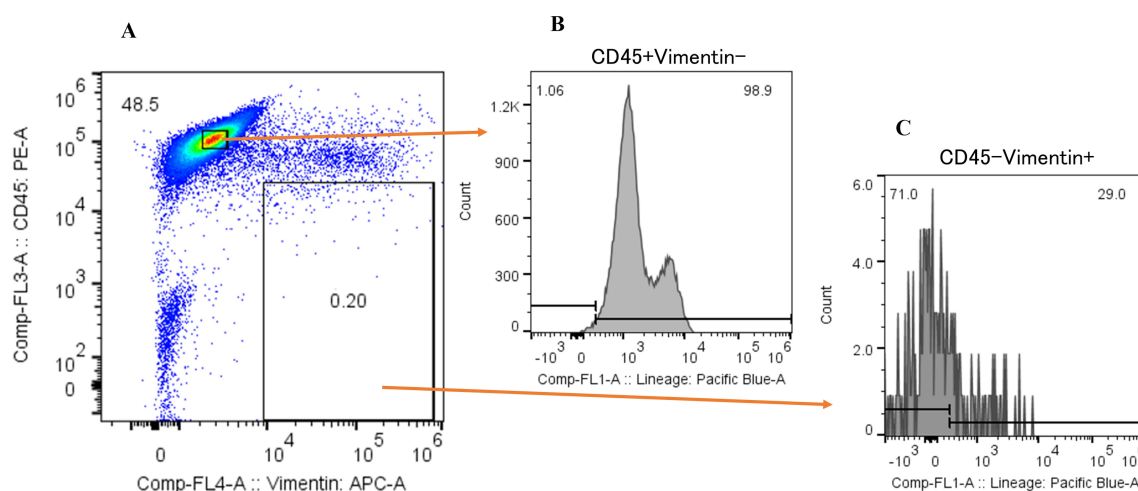 A
Comp-FL3-A :: CD45: PE-A
10^6
10^5
10^4
10^3
10^2
0
48.5
0.20
0 10^4 10^5 10^6
Comp-FL4-A :: Vimentin: APC-A
B
CD45+Vimentin−
1.06 98.9
Count
1.2K
900
600
300
0
-10^3 0 10^3 10^4 10^5 10^6
Comp-FL1-A :: Lineage: Pacific Blue-A
C
CD45−Vimentin+
71.0 29.0
Count
6.0
4.0
2.0
0
-10^3 0 10^3 10^4 10^5 10^6
Comp-FL1-A :: Lineage: Pacific Blue-A